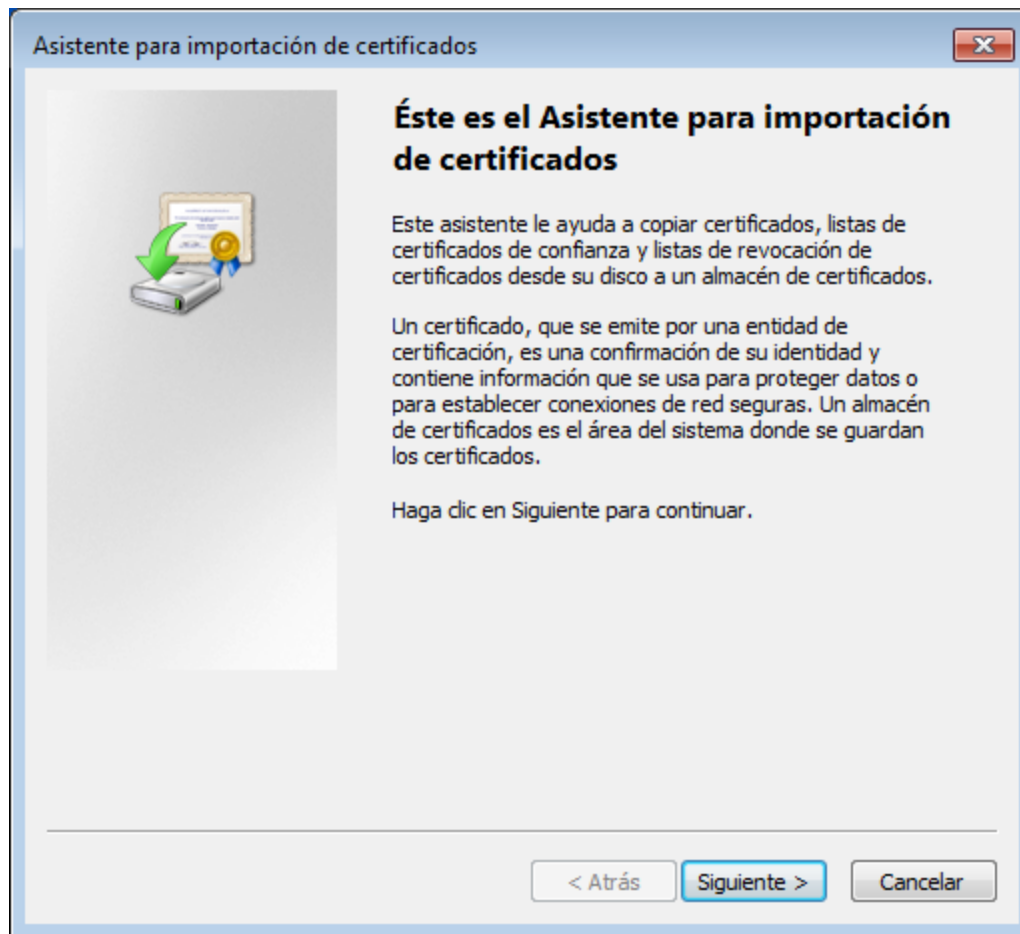 Asistente para importación de certificados
Éste es el Asistente para importación
de certificados
Este asistente le ayuda a copiar certificados, listas de
certificados de confianza y listas de revocación de
certificados desde su disco a un almacén de certificados.
Un certificado, que se emite por una entidad de
certificación, es una confirmación de su identidad y
contiene información que se usa para proteger datos o
para establecer conexiones de red seguras. Un almacén
de certificados es el área del sistema donde se guardan
los certificados.
Haga clic en Siguiente para continuar.
< Atrás Siguiente > Cancelar